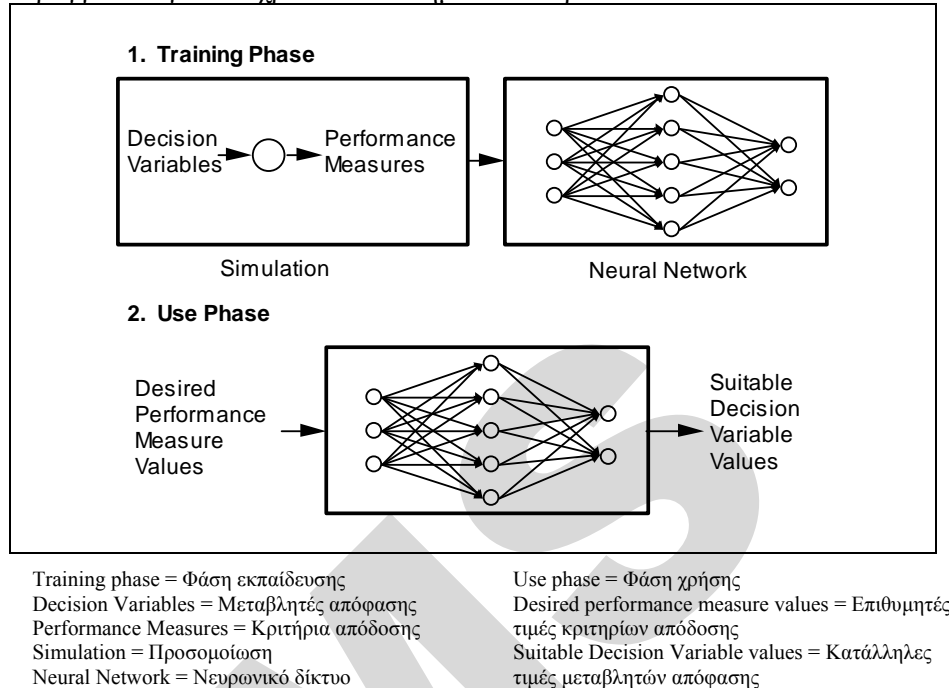 1. Training Phase
Decision
Variables
Performance
Measures
Simulation
Neural Network
2. Use Phase
Desired
Performance
Measure
Values
Suitable
Decision
Variable
Values
Training phase = Φάση εκπαίδευσης
Decision Variables = Μεταβλητές απόφασης
Performance Measures = Κριτήρια απόδοσης
Simulation = Προσομοίωση
Neural Network = Νευρωνικό δίκτυο
Use phase = Φάση χρήσης
Desired performance measure values = Επιθυμητές
τιμές κριτηρίων απόδοσης
Suitable Decision Variable values = Κατάλληλες
τιμές μεταβλητών απόφασης